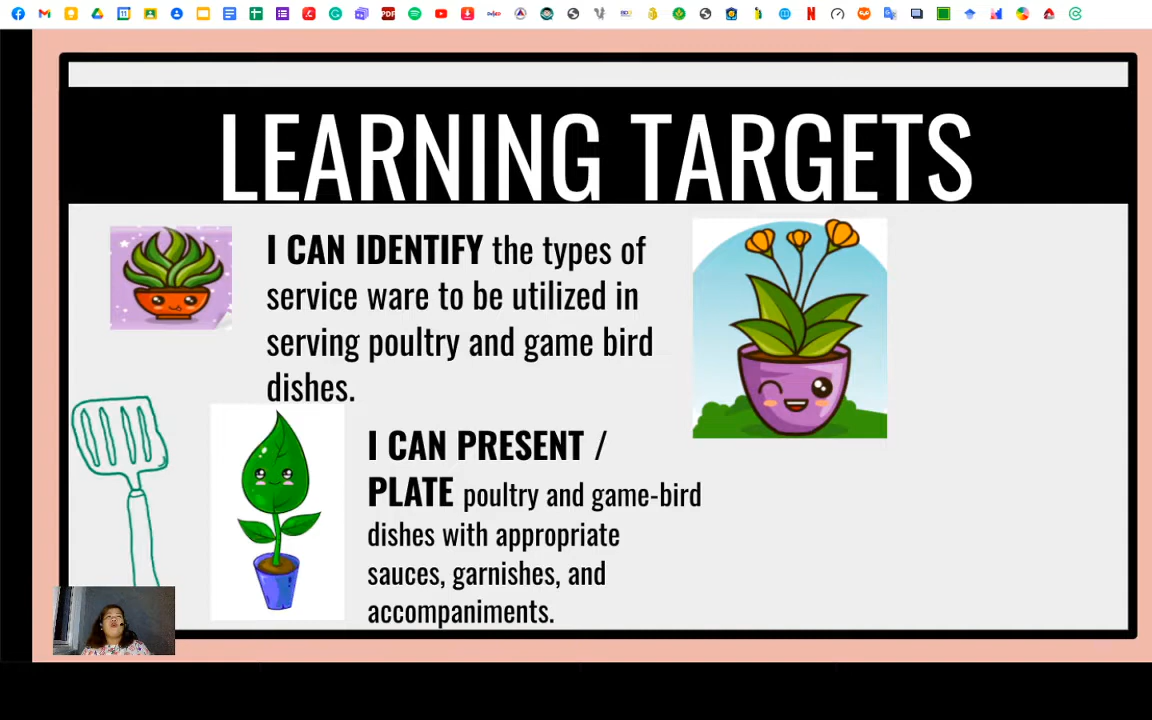 LEARNING TARGETS
I CAN IDENTIFY the types of
service ware to be utilized in
serving poultry and game bird
dishes.
I CAN PRESENT /
PLATE poultry and game-bird
dishes with appropriate
sauces, garnishes, and
accompaniments.